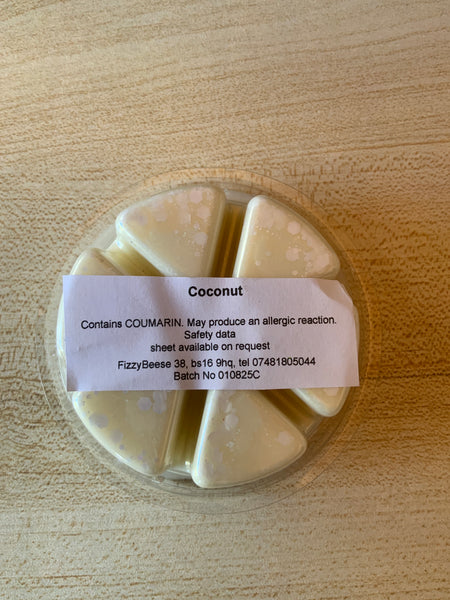 Coconut
Contains COUMARIN. May produce an allergic reaction.
Safety data
sheet available on request
FizzyBeese 38, bs16 9hq, tel 07481805044
Batch No 010825C